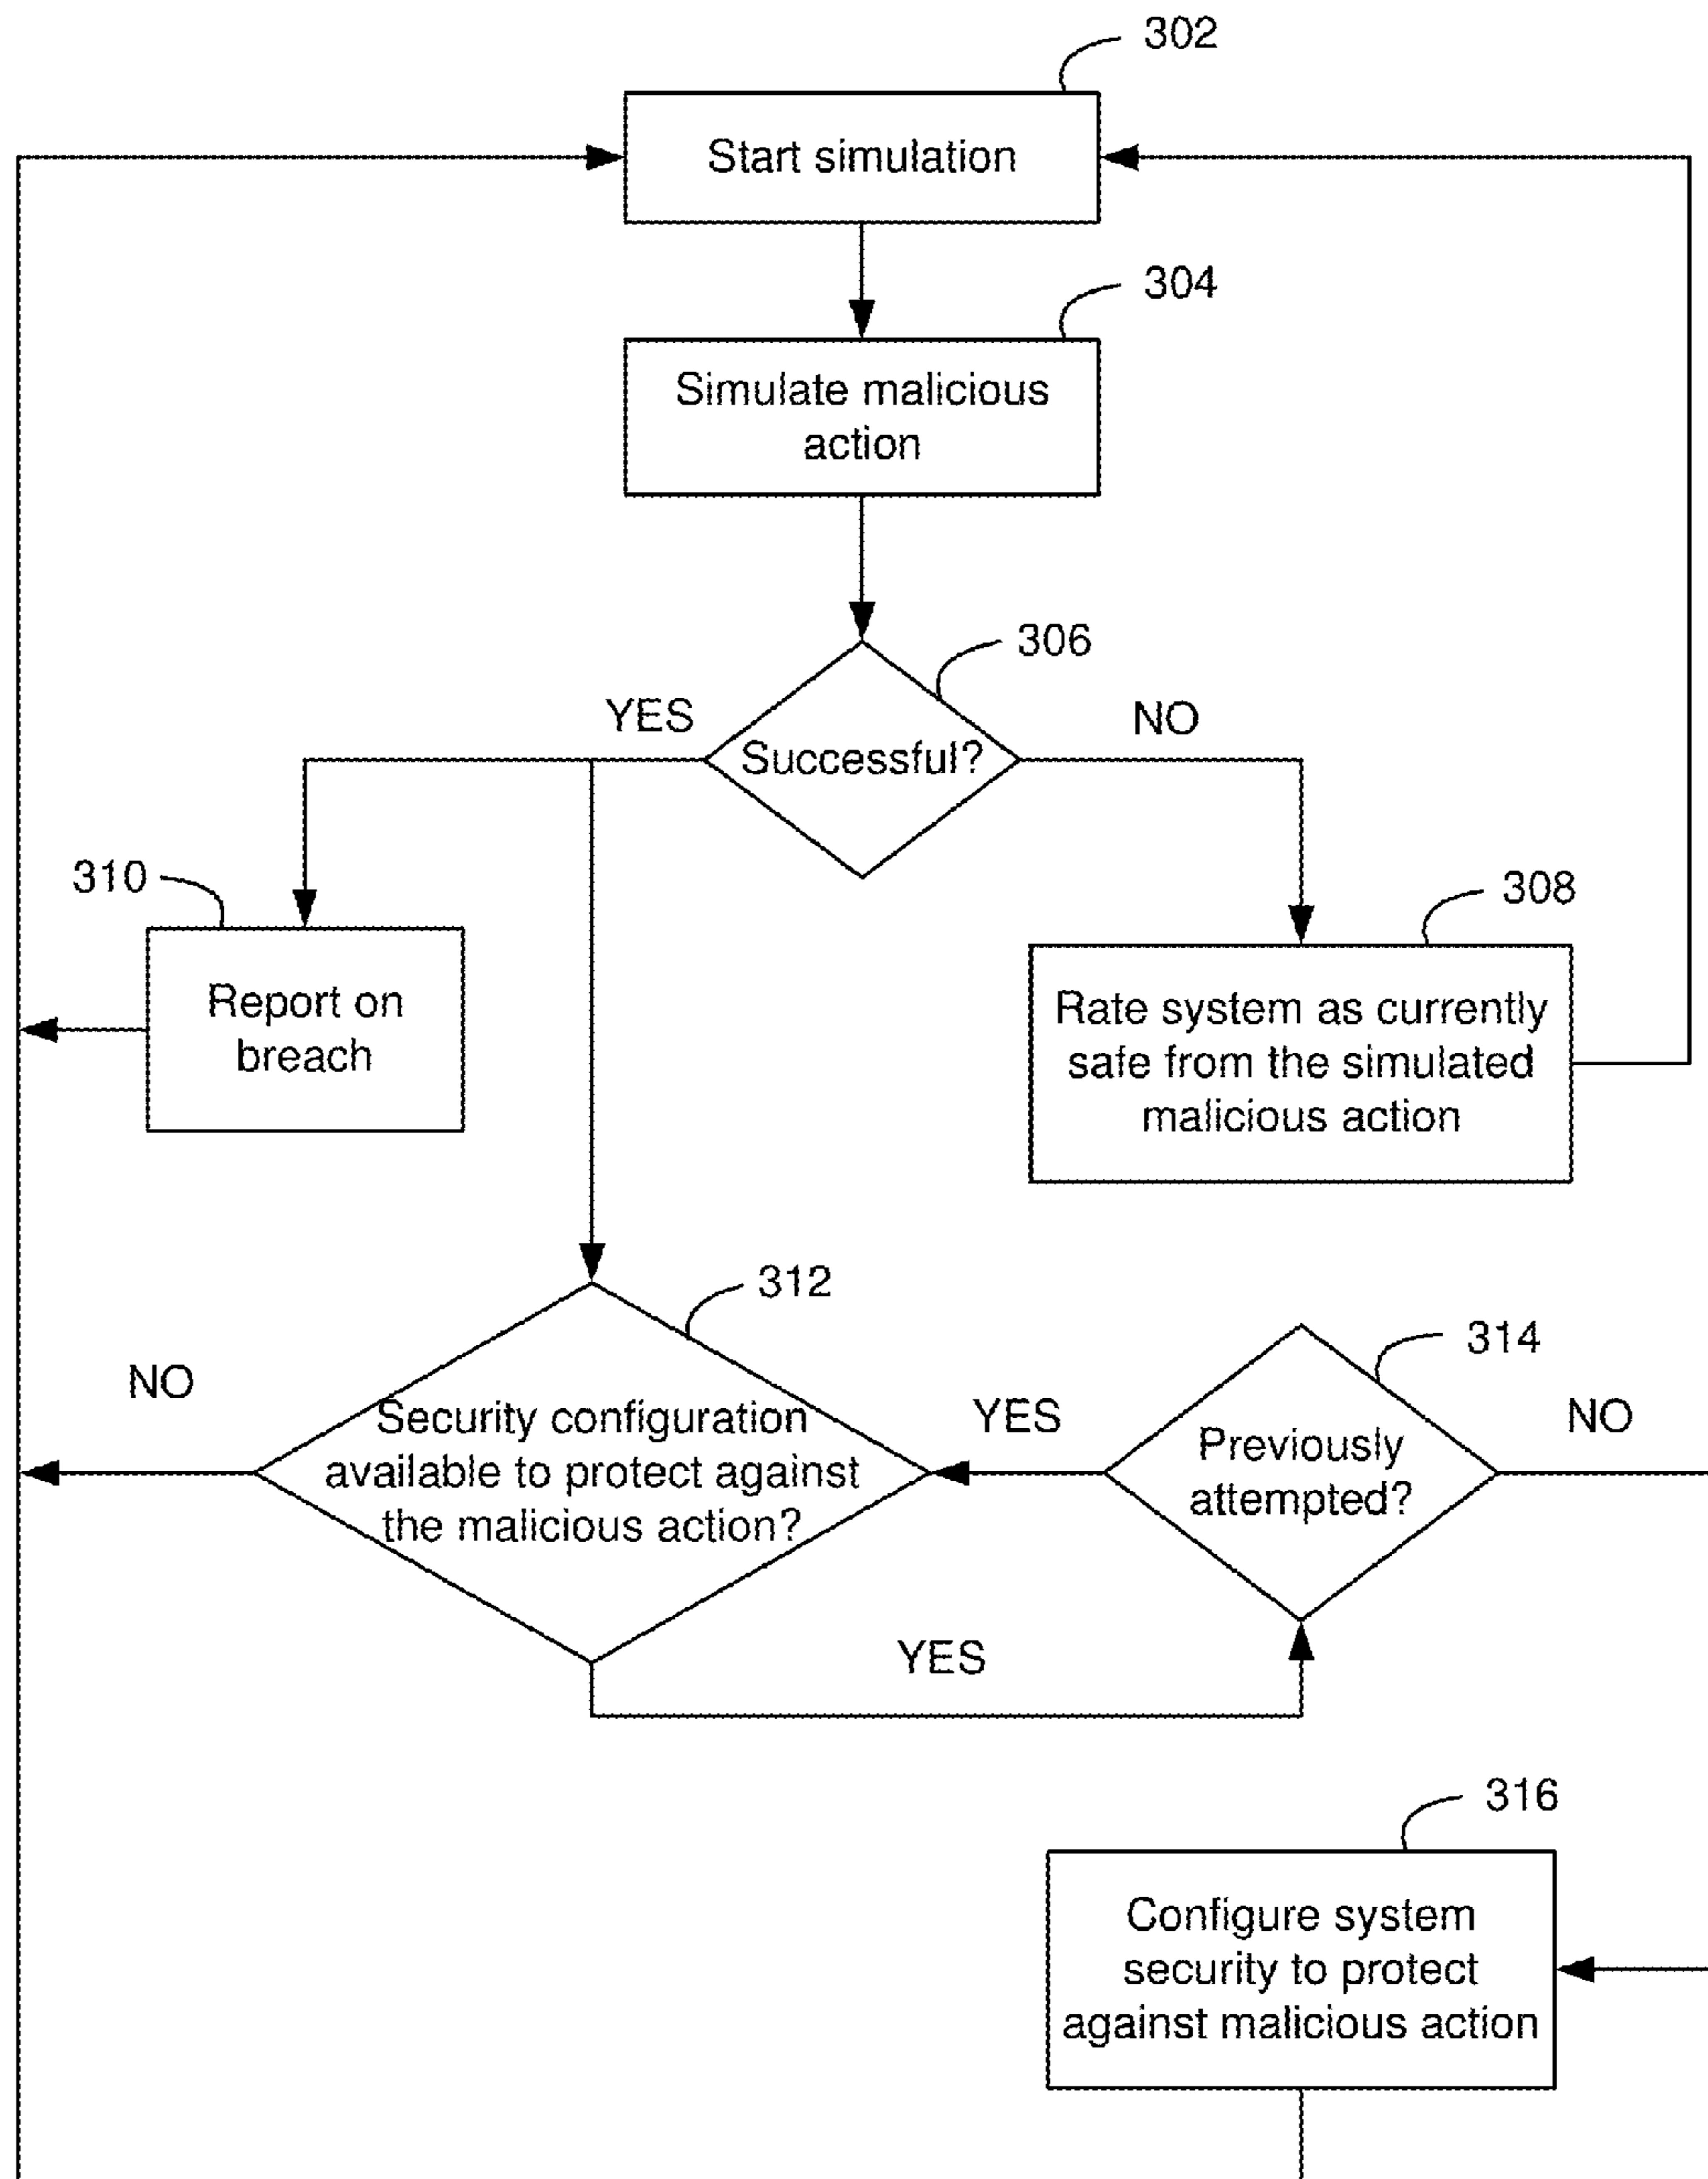 302
Start simulation
304
Simulate malicious
action
306
YES
NO
Successful?
310
308
Report on
breach
Rate system as currently
safe from the simulated
malicious action
312
314
NO
Security configuration
available to protect against
the malicious action?
YES
Previously
attempted?
NO
YES
316
Configure system
security to protect
against malicious action